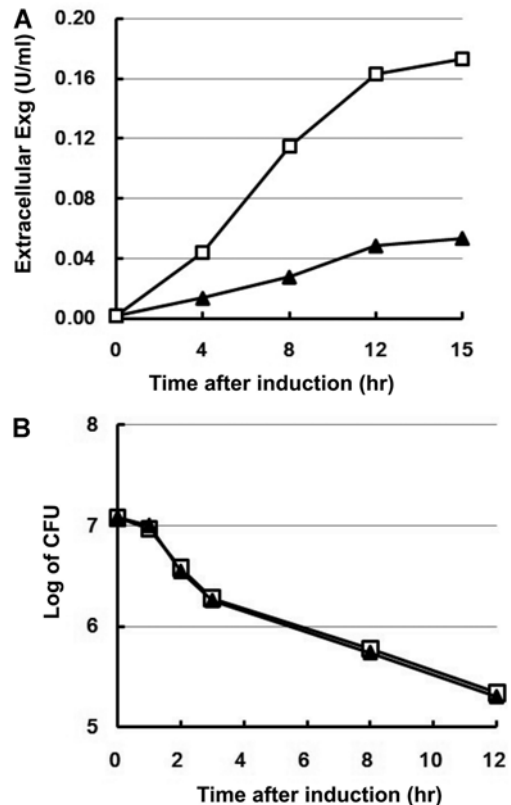 A
Extracellular Exg (U/ml)
0.20
0.16
0.12
0.08
0.04
0.00
0 4 8 12 15
Time after induction (hr)
B
Log of CFU
8
7
6
5
0 2 4 6 8 10 12
Time after induction (hr)